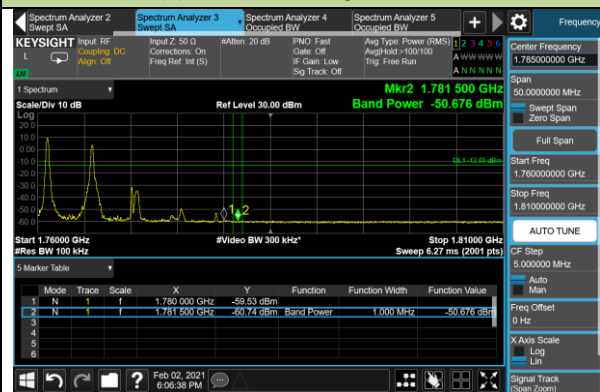 Spectrum Analyzer 2
Swept SA
Spectrum Analyzer 3
Swept SA
Spectrum Analyzer 4
Occupied BW
Spectrum Analyzer 5
Occupied BW
+
Frequency
KEYSIGHT
L
LXI
Input: RF
Coupling: DC
Align: Off
Input Z: 50 Ω
Corrections: On
Freq Ref: Int (S)
#Atten: 20 dB
PNO: Fast
Gate: Off
IF Gain: Low
Sig Track: Off
Avg Type: Power (RMS)
Avg|Hold:>100/100
Trig: Free Run
1 2 3 4 5 6
A W W W W W
A N N N N N
1 Spectrum
Scale/Div 10 dB
Log
Ref Level 30.00 dBm
Mkr2 1.781 500 GHz
Band Power -50.676 dBm
20.0
10.0
0.00
-10.0
-20.0
-30.0
-40.0
-50.0
-60.0
DL1 -13.00 dBm
1
2
Start 1.76000 GHz
#Res BW 100 kHz
#Video BW 300 kHz*
Stop 1.81000 GHz
Sweep 6.27 ms (2001 pts)
5 Marker Table
Mode Trace Scale X Y Function Function Width Function Value
1 N 1 f 1.780 000 GHz -59.53 dBm
2 N 1 f 1.781 500 GHz -60.74 dBm Band Power 1.000 MHz -50.676 dBm
3
4
5
6
Feb 02, 2021
6:06:38 PM
Center Frequency
1.785000000 GHz
Span
50.0000000 MHz
Swept Span
Zero Span
Full Span
Start Freq
1.760000000 GHz
Stop Freq
1.810000000 GHz
AUTO TUNE
CF Step
5.000000 MHz
Auto
Man
Freq Offset
0 Hz
X Axis Scale
Log
Lin
Signal Track
(Span Zoom)